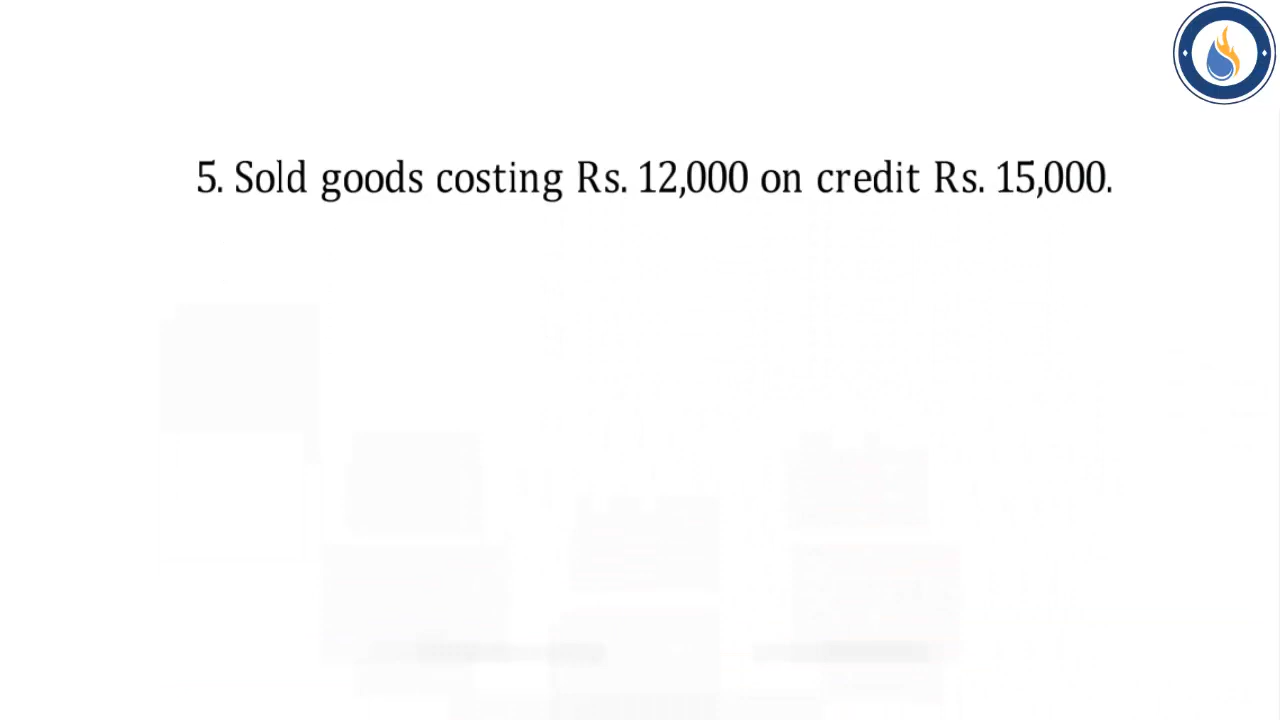 5. Sold goods costing Rs. 12,000 on credit Rs. 15,000.